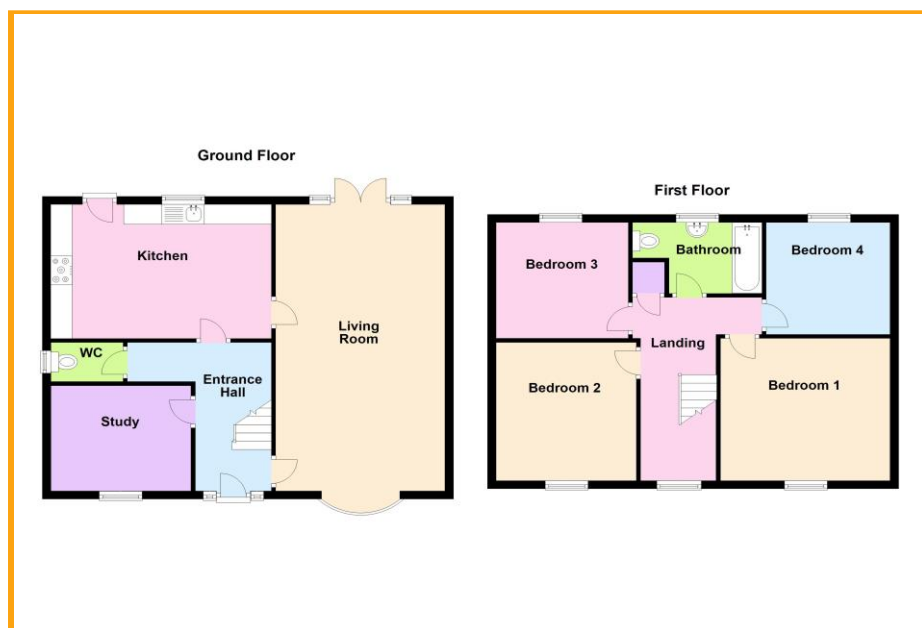 Ground Floor
Kitchen
Living
Room
WC
Entrance
Hall
Study
First Floor
Bedroom 3
Bathroom
Bedroom 4
Landing
Bedroom 2
Bedroom 1